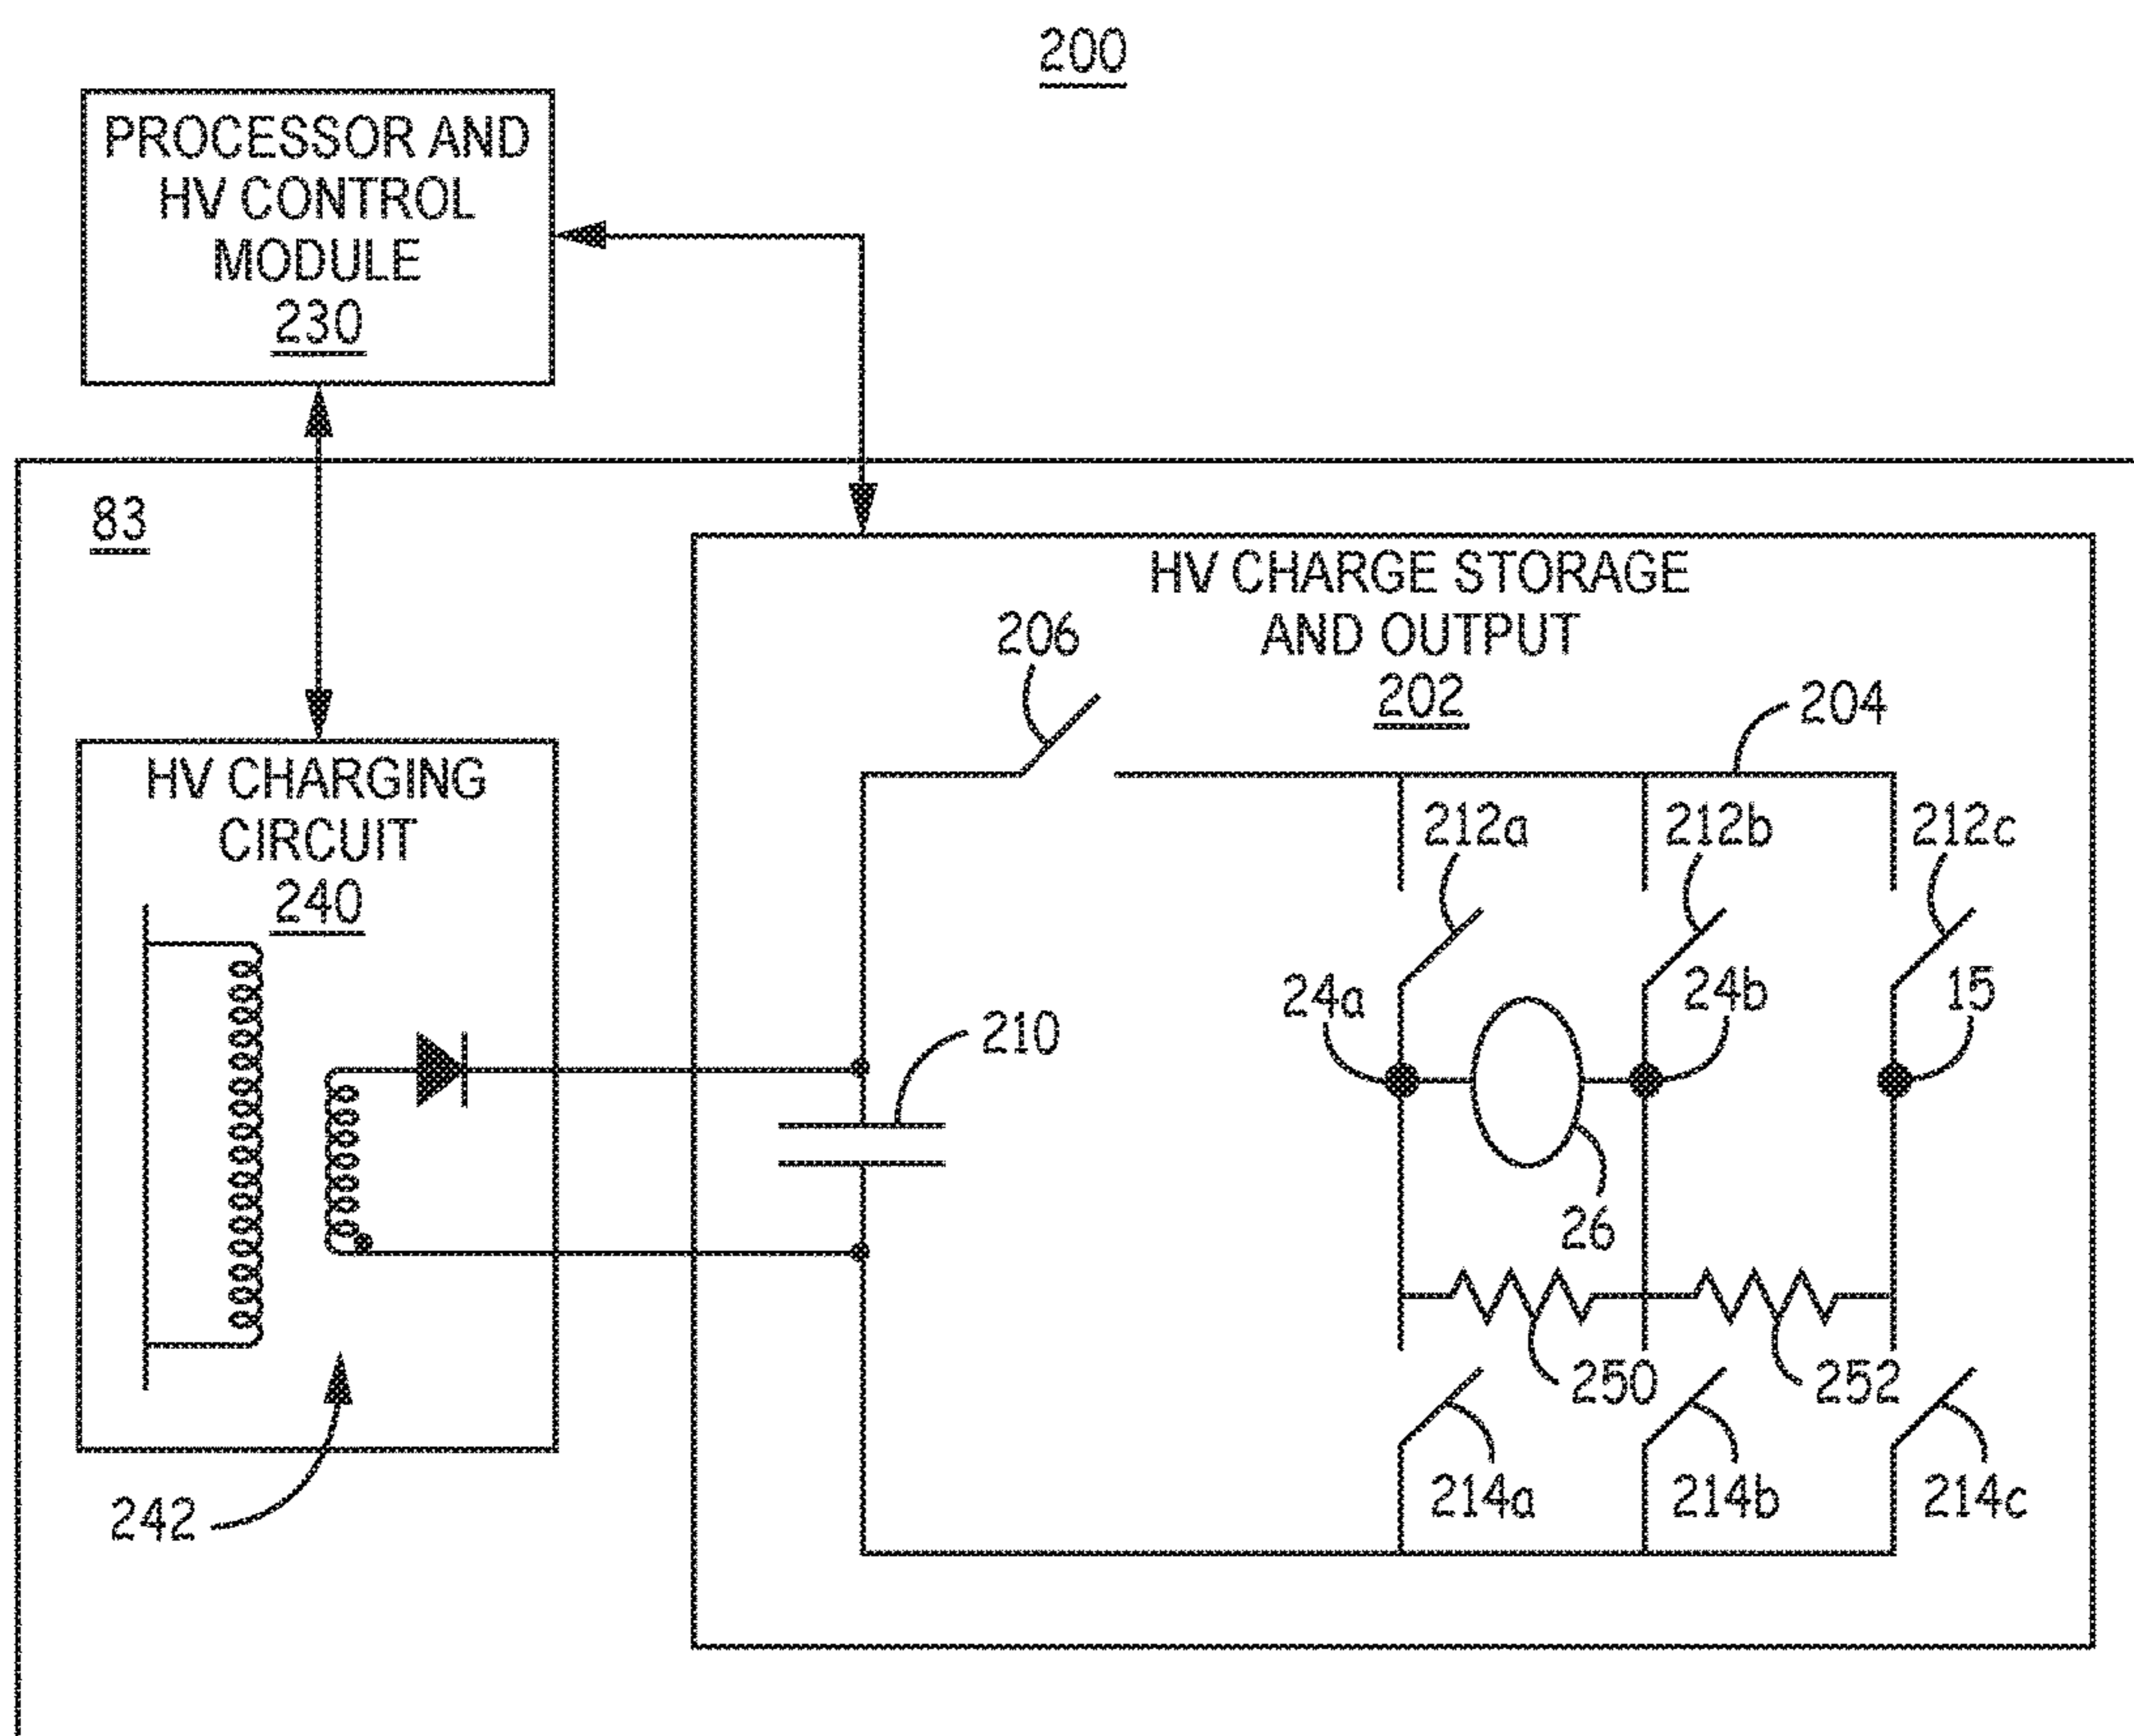 200
PROCESSOR AND
HV CONTROL
MODULE
230
83
HV CHARGE STORAGE
AND OUTPUT
202
206
204
HV CHARGING
CIRCUIT
240
212a
212b
212c
24a
24b
15
210
26
250
252
214a
214b
214c
242